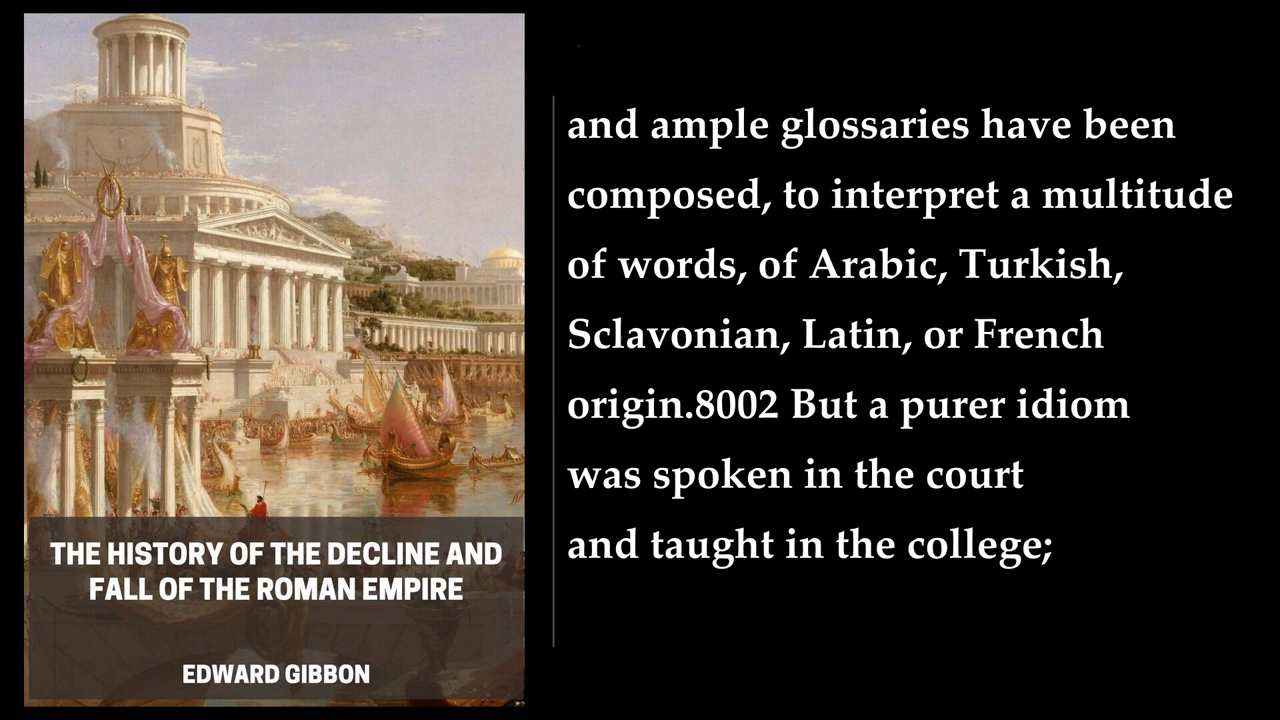 THE HISTORY OF THE DECLINE AND
FALL OF THE ROMAN EMPIRE
EDWARD GIBBON
and ample glossaries have been
composed, to interpret a multitude
of words, of Arabic, Turkish,
Sclavonian, Latin, or French
origin.8002 But a purer idiom
was spoken in the court
and taught in the college;